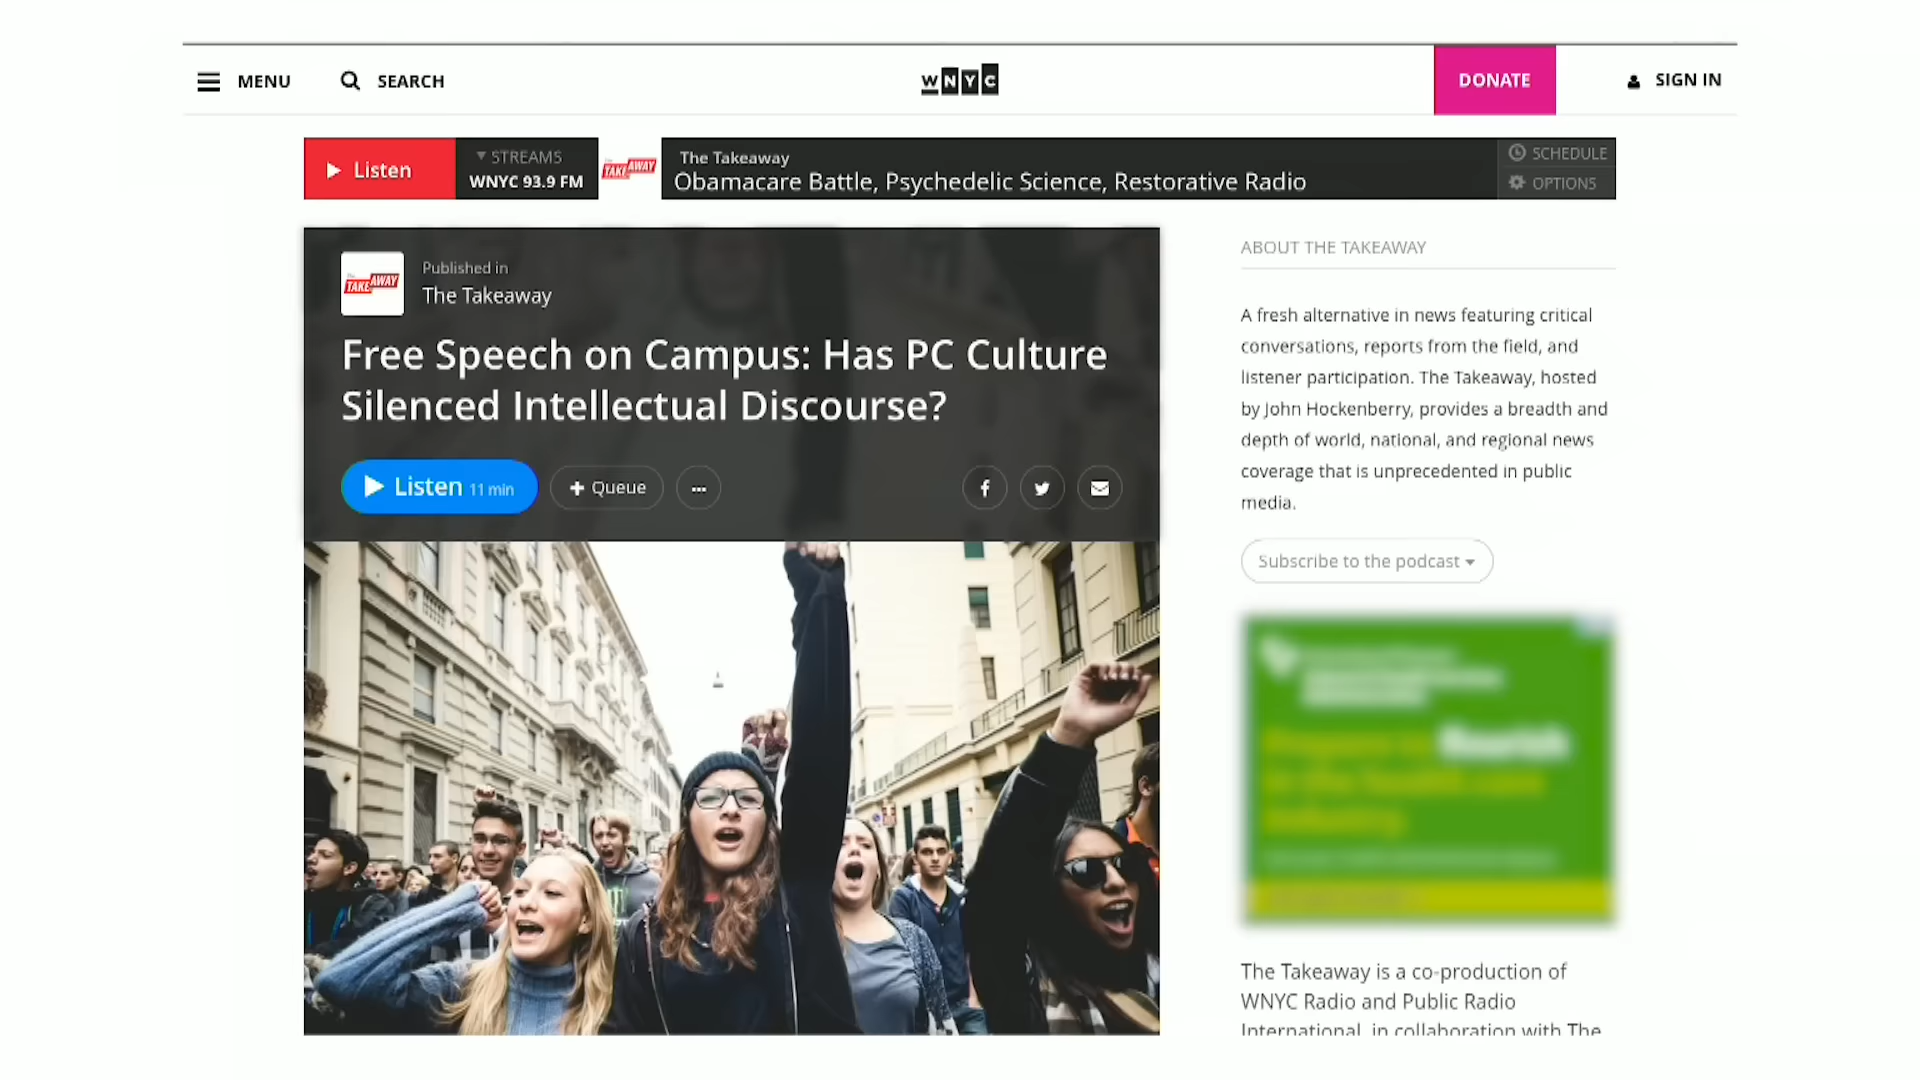 MENU
SEARCH
WNYC
DONATE
SIGN IN
Listen
STREAMS
WNYC 93.9 FM
The TAKEAWAY
The Takeaway
Obamacare Battle, Psychedelic Science, Restorative Radio
SCHEDULE
OPTIONS
The TAKEAWAY
Published in
The Takeaway
Free Speech on Campus: Has PC Culture
Silenced Intellectual Discourse?
Listen 11 min
+ Queue
...
ABOUT THE TAKEAWAY
A fresh alternative in news featuring critical
conversations, reports from the field, and
listener participation. The Takeaway, hosted
by John Hockenberry, provides a breadth and
depth of world, national, and regional news
coverage that is unprecedented in public
media.
Subscribe to the podcast
flourish
The Takeaway is a co-production of
WNYC Radio and Public Radio
International, in collaboration with The